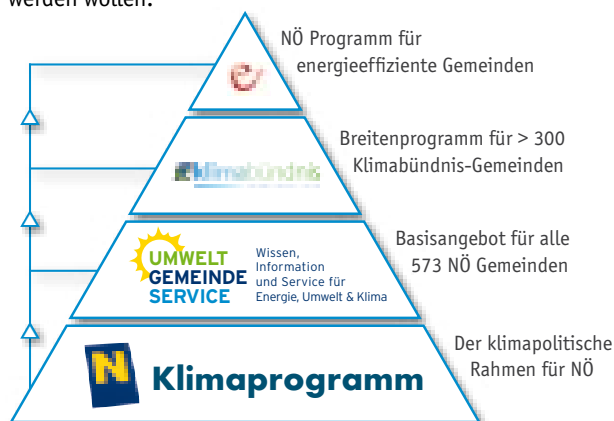 werden wollen.
NÖ Programm für
energieeffiziente Gemeinden
e
Breitenprogramm für > 300
Klimabündnis-Gemeinden
klimabündnis
Basisangebot für alle
573 NÖ Gemeinden
UMWELT
GEMEINDE
SERVICE
Wissen,
Information
und Service für
Energie, Umwelt & Klima
Der klimapolitische
Rahmen für NÖ
N
Klimaprogramm